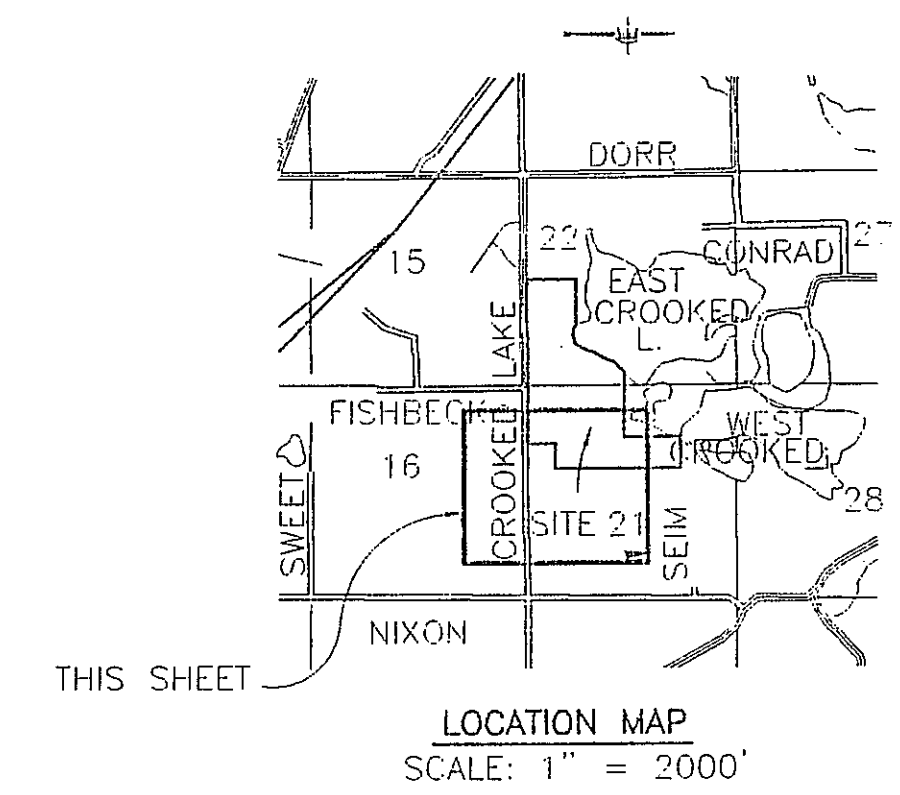 DORR
22
CONRAD
27
15
EAST
CROOKED
L.
LAKE
FISHBECK
CROOKED
WEST
CROOKED
16
28
SWEET
SITE 21
SEIM
NIXON
THIS SHEET
LOCATION MAP
SCALE: 1" = 2000'